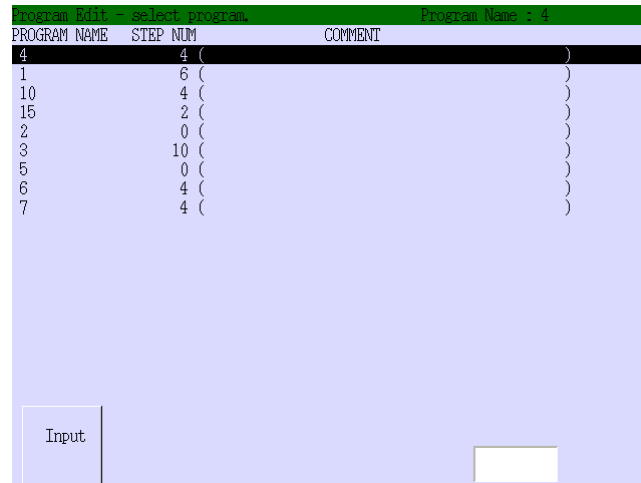 Program Edit - select program. Program Name : 4
PROGRAM NAME STEP NUM COMMENT
4 4 ( )
1 6 ( )
10 4 ( )
15 2 ( )
2 0 ( )
3 10 ( )
5 0 ( )
6 4 ( )
7 4 ( )
Input